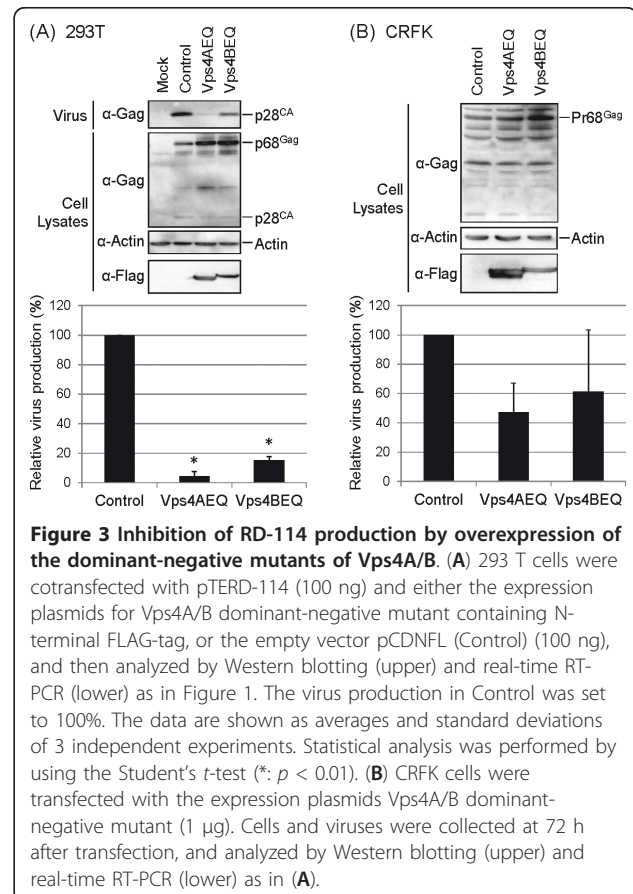 (A) 293T
Mock
Control
Vps4AEQ
Vps4BEQ
Virus
α-Gag
p28CA
Cell Lysates
α-Gag
p68Gag
p28CA
α-Actin
Actin
α-Flag
Relative virus production (%)
120
100
80
60
40
20
0
*
*
Control Vps4AEQ Vps4BEQ
(B) CRFK
Control
Vps4AEQ
Vps4BEQ
Cell Lysates
α-Gag
Pr68Gag
α-Actin
Actin
α-Flag
Relative virus production (%)
120
100
80
60
40
20
0
Control Vps4AEQ Vps4BEQ
Figure 3 Inhibition of RD-114 production by overexpression of
the dominant-negative mutants of Vps4A/B. (A) 293 T cells were
cotransfected with pTERD-114 (100 ng) and either the expression
plasmids for Vps4A/B dominant-negative mutant containing N-
terminal FLAG-tag, or the empty vector pCDNFL (Control) (100 ng),
and then analyzed by Western blotting (upper) and real-time RT-
PCR (lower) as in Figure 1. The virus production in Control was set
to 100%. The data are shown as averages and standard deviations
of 3 independent experiments. Statistical analysis was performed by
using the Student's t-test (*: p < 0.01). (B) CRFK cells were
transfected with the expression plasmids Vps4A/B dominant-
negative mutant (1 μg). Cells and viruses were collected at 72 h
after transfection, and analyzed by Western blotting (upper) and
real-time RT-PCR (lower) as in (A).